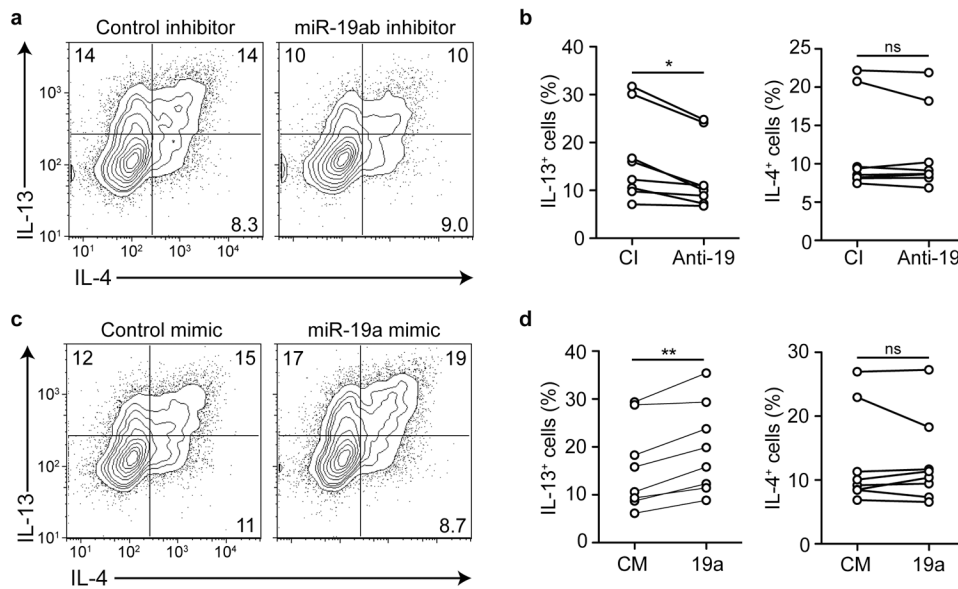 a
Control inhibitor
miR-19ab inhibitor
14
14
8.3
10
10
9.0
10³
10²
10¹
IL-13
10¹
10²
10³
10⁴
IL-4
b
40
30
20
10
0
IL-13⁺ cells (%)
*
CI
Anti-19
25
20
15
10
5
0
IL-4⁺ cells (%)
ns
CI
Anti-19
c
Control mimic
miR-19a mimic
12
15
11
17
19
8.7
10³
10²
10¹
IL-13
10¹
10²
10³
10⁴
IL-4
d
40
30
20
10
0
IL-13⁺ cells (%)
**
CM
19a
30
20
10
0
IL-4⁺ cells (%)
ns
CM
19a